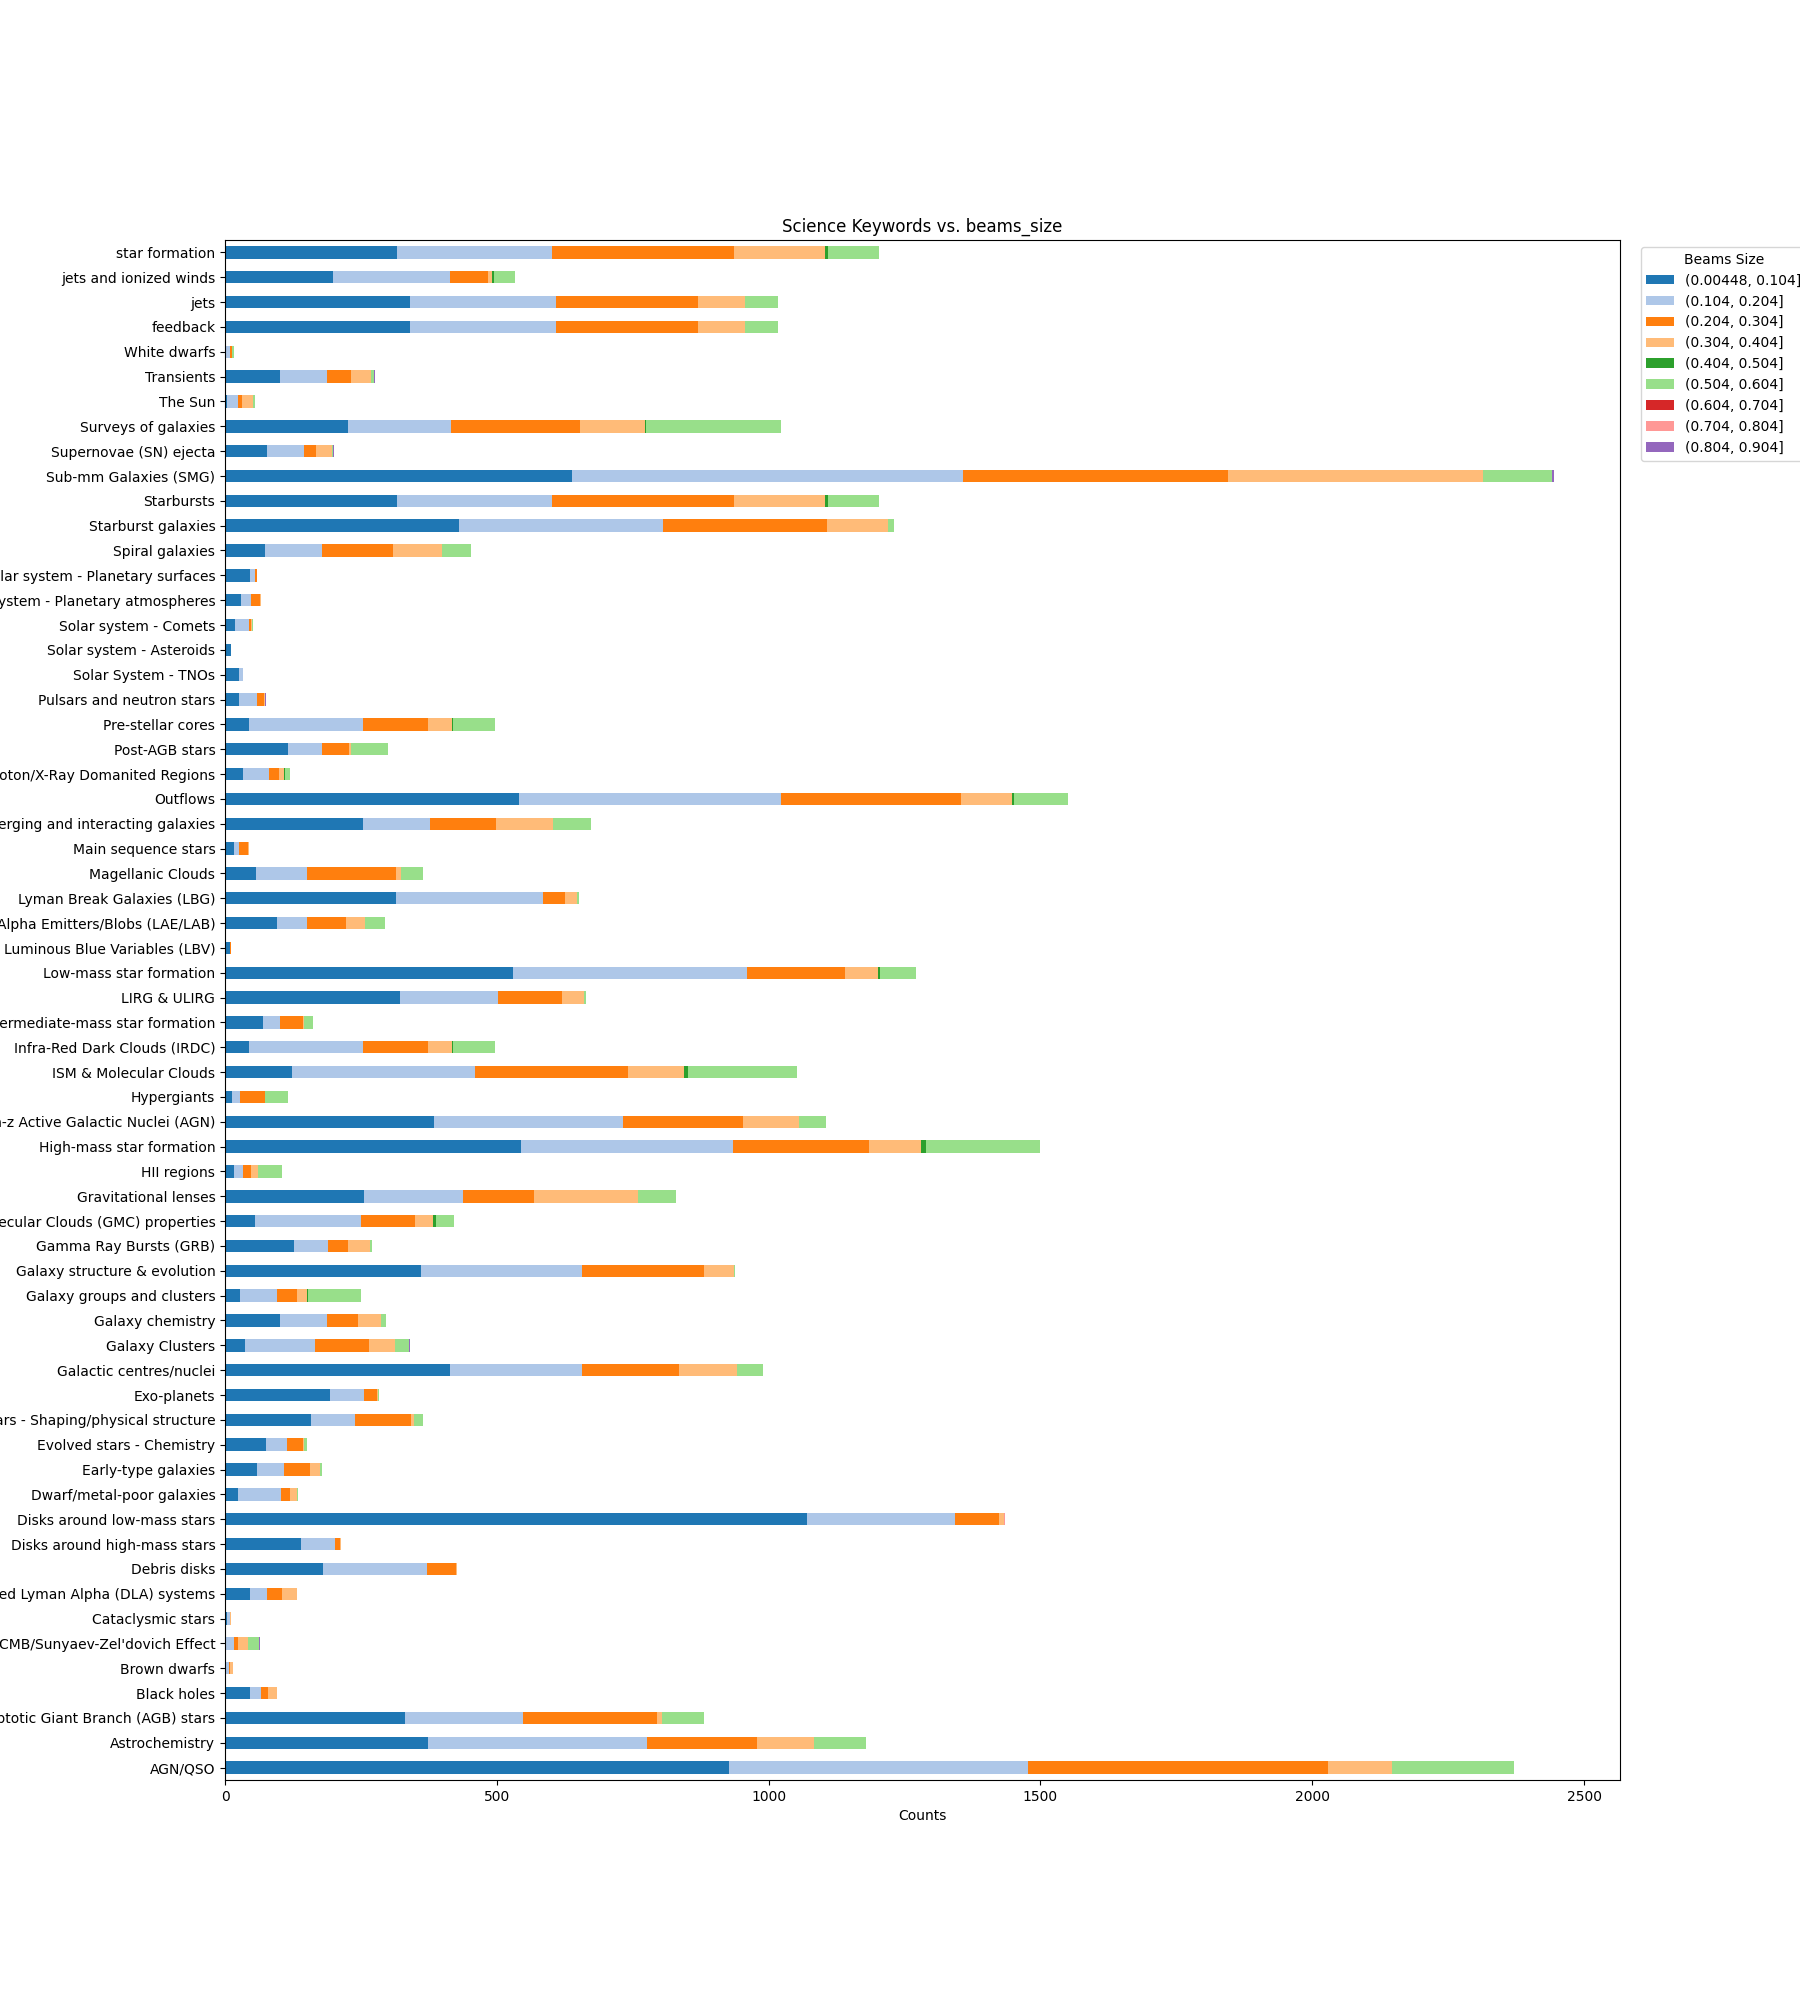 Science Keywords vs. beams_size
star formation
jets and ionized winds
jets
feedback
White dwarfs
Transients
The Sun
Surveys of galaxies
Supernovae (SN) ejecta
Sub-mm Galaxies (SMG)
Starbursts
Starburst galaxies
Spiral galaxies
lar system - Planetary surfaces
ystem - Planetary atmospheres
Solar system - Comets
Solar system - Asteroids
Solar System - TNOs
Pulsars and neutron stars
Pre-stellar cores
Post-AGB stars
oton/X-Ray Domanited Regions
Outflows
erging and interacting galaxies
Main sequence stars
Magellanic Clouds
Lyman Break Galaxies (LBG)
Alpha Emitters/Blobs (LAE/LAB)
Luminous Blue Variables (LBV)
Low-mass star formation
LIRG & ULIRG
ermediate-mass star formation
Infra-Red Dark Clouds (IRDC)
ISM & Molecular Clouds
Hypergiants
-z Active Galactic Nuclei (AGN)
High-mass star formation
HII regions
Gravitational lenses
ecular Clouds (GMC) properties
Gamma Ray Bursts (GRB)
Galaxy structure & evolution
Galaxy groups and clusters
Galaxy chemistry
Galaxy Clusters
Galactic centres/nuclei
Exo-planets
ars - Shaping/physical structure
Evolved stars - Chemistry
Early-type galaxies
Dwarf/metal-poor galaxies
Disks around low-mass stars
Disks around high-mass stars
Debris disks
ed Lyman Alpha (DLA) systems
Cataclysmic stars
CMB/Sunyaev-Zel'dovich Effect
Brown dwarfs
Black holes
ptotic Giant Branch (AGB) stars
Astrochemistry
AGN/QSO
0 500 1000 1500 2000 2500
Counts
Beams Size
(0.00448, 0.104]
(0.104, 0.204]
(0.204, 0.304]
(0.304, 0.404]
(0.404, 0.504]
(0.504, 0.604]
(0.604, 0.704]
(0.704, 0.804]
(0.804, 0.904]